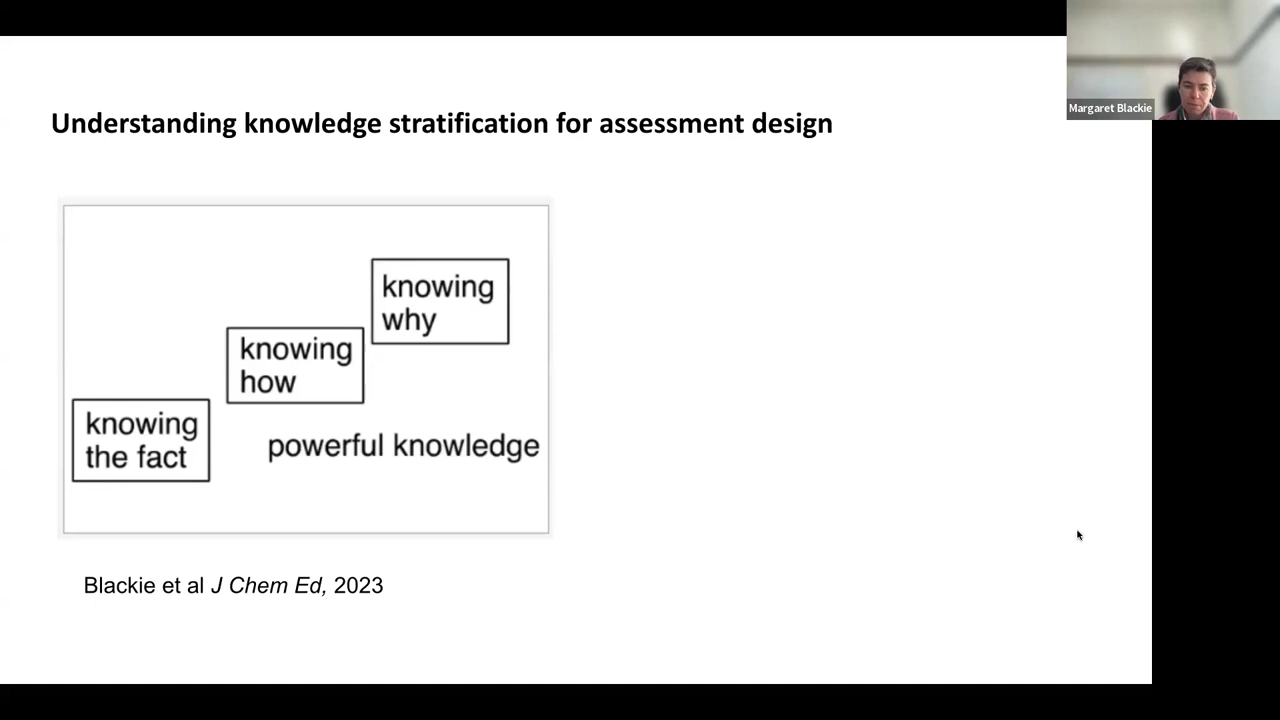 Margaret Blackie
Understanding knowledge stratification for assessment design
knowing
why
knowing
how
knowing
the fact
powerful knowledge
Blackie et al J Chem Ed, 2023